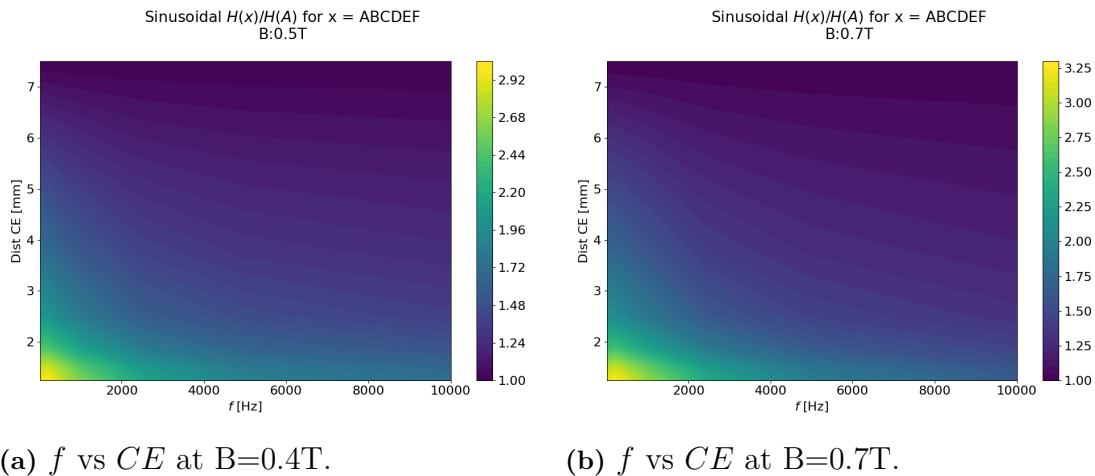 Sinusoidal H(x)/H(A) for x = ABCDEF
B:0.5T
7
6
5
4
3
2
Dist CE [mm]
2000 4000 6000 8000 10000
f [Hz]
2.92
2.68
2.44
2.20
1.96
1.72
1.48
1.24
1.00
(a) f vs CE at B=0.4T.
Sinusoidal H(x)/H(A) for x = ABCDEF
B:0.7T
7
6
5
4
3
2
Dist CE [mm]
2000 4000 6000 8000 10000
f [Hz]
3.25
3.00
2.75
2.50
2.25
2.00
1.75
1.50
1.25
1.00
(b) f vs CE at B=0.7T.